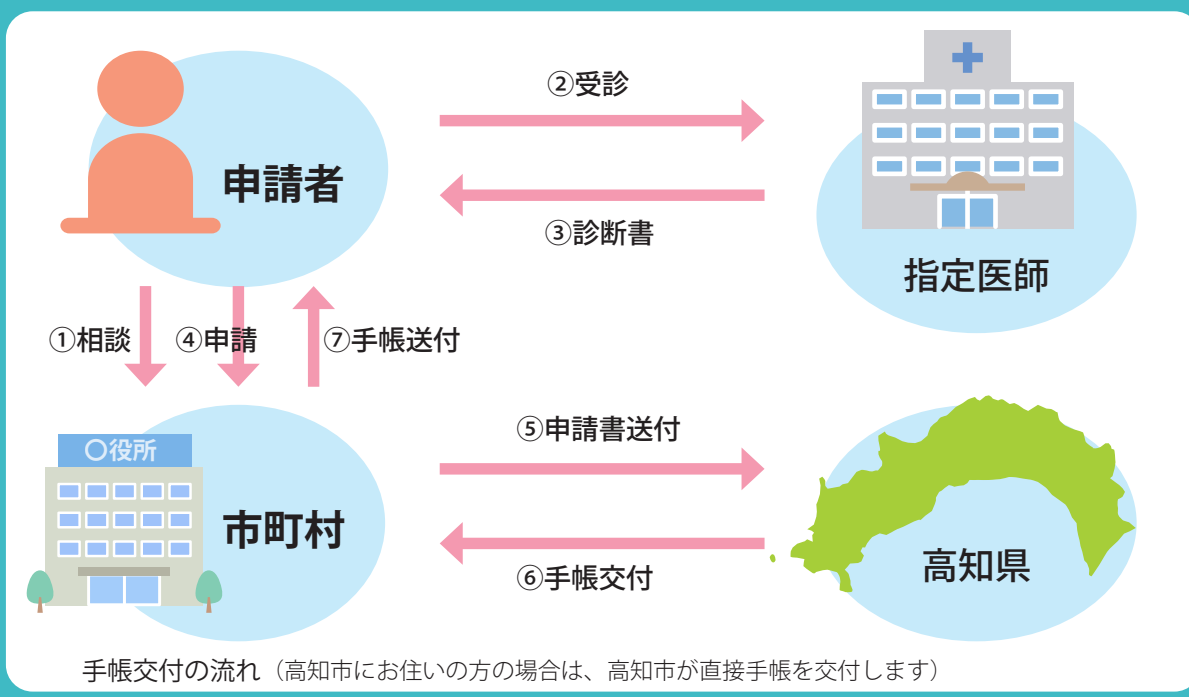 ②受診
申請者
③診断書
指定医師
①相談
④申請
⑦手帳送付
〇役所
市町村
⑤申請書送付
⑥手帳交付
高知県
手帳交付の流れ（高知市にお住いの方の場合は、高知市が直接手帳を交付します）